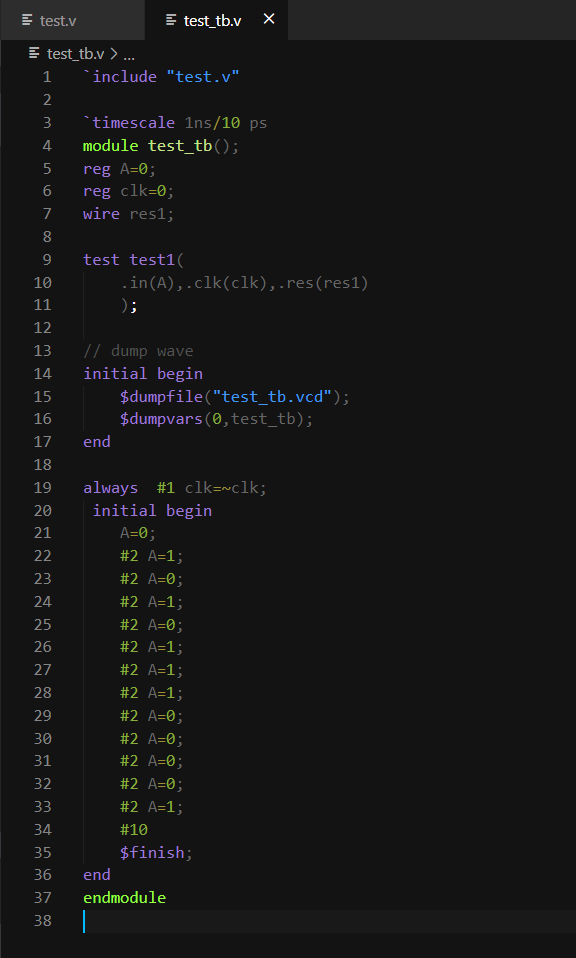 test.v test_tb.v ×
test_tb.v > ...
1 `include "test.v"
2
3 `timescale 1ns/10 ps
4 module test_tb();
5 reg A=0;
6 reg clk=0;
7 wire res1;
8
9 test test1(
10     .in(A),.clk(clk),.res(res1)
11     );
12
13 // dump wave
14 initial begin
15     $dumpfile("test_tb.vcd");
16     $dumpvars(0,test_tb);
17 end
18
19 always  #1 clk=~clk;
20  initial begin
21     A=0;
22     #2 A=1;
23     #2 A=0;
24     #2 A=1;
25     #2 A=0;
26     #2 A=1;
27     #2 A=1;
28     #2 A=1;
29     #2 A=0;
30     #2 A=0;
31     #2 A=0;
32     #2 A=0;
33     #2 A=1;
34     #10
35     $finish;
36 end
37 endmodule
38